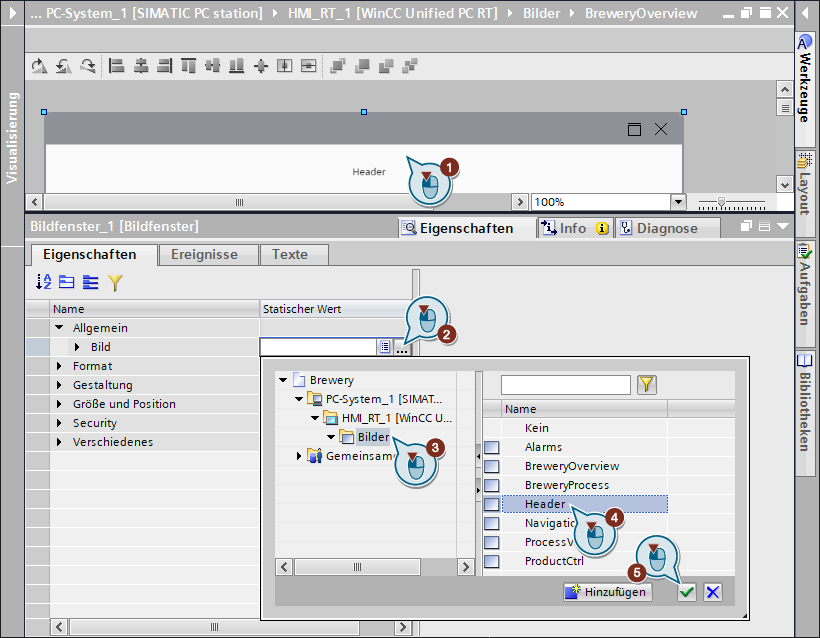 ... PC-System_1 [SIMATIC PC station] HMI_RT_1 [WinCC Unified PC RT] Bilder BreweryOverview
Visualisierung
Werkzeuge
Layout
Aufgaben
Bibliotheken
Header
1
100%
Bildfenster_1 [Bildfenster]
Eigenschaften Info Diagnose
Eigenschaften Ereignisse Texte
Name Statischer Wert
2
Allgemein
Bild ...
Format
Gestaltung
Größe und Position
Security
Verschiedenes
Brewery
PC-System_1 [SIMAT...
HMI_RT_1 [WinCC U...
Bilder
3
Gemeinsam
Name
Kein
Alarms
BreweryOverview
BreweryProcess
Header
4
Navigatio
ProcessV
ProductCtrl
5
Hinzufügen